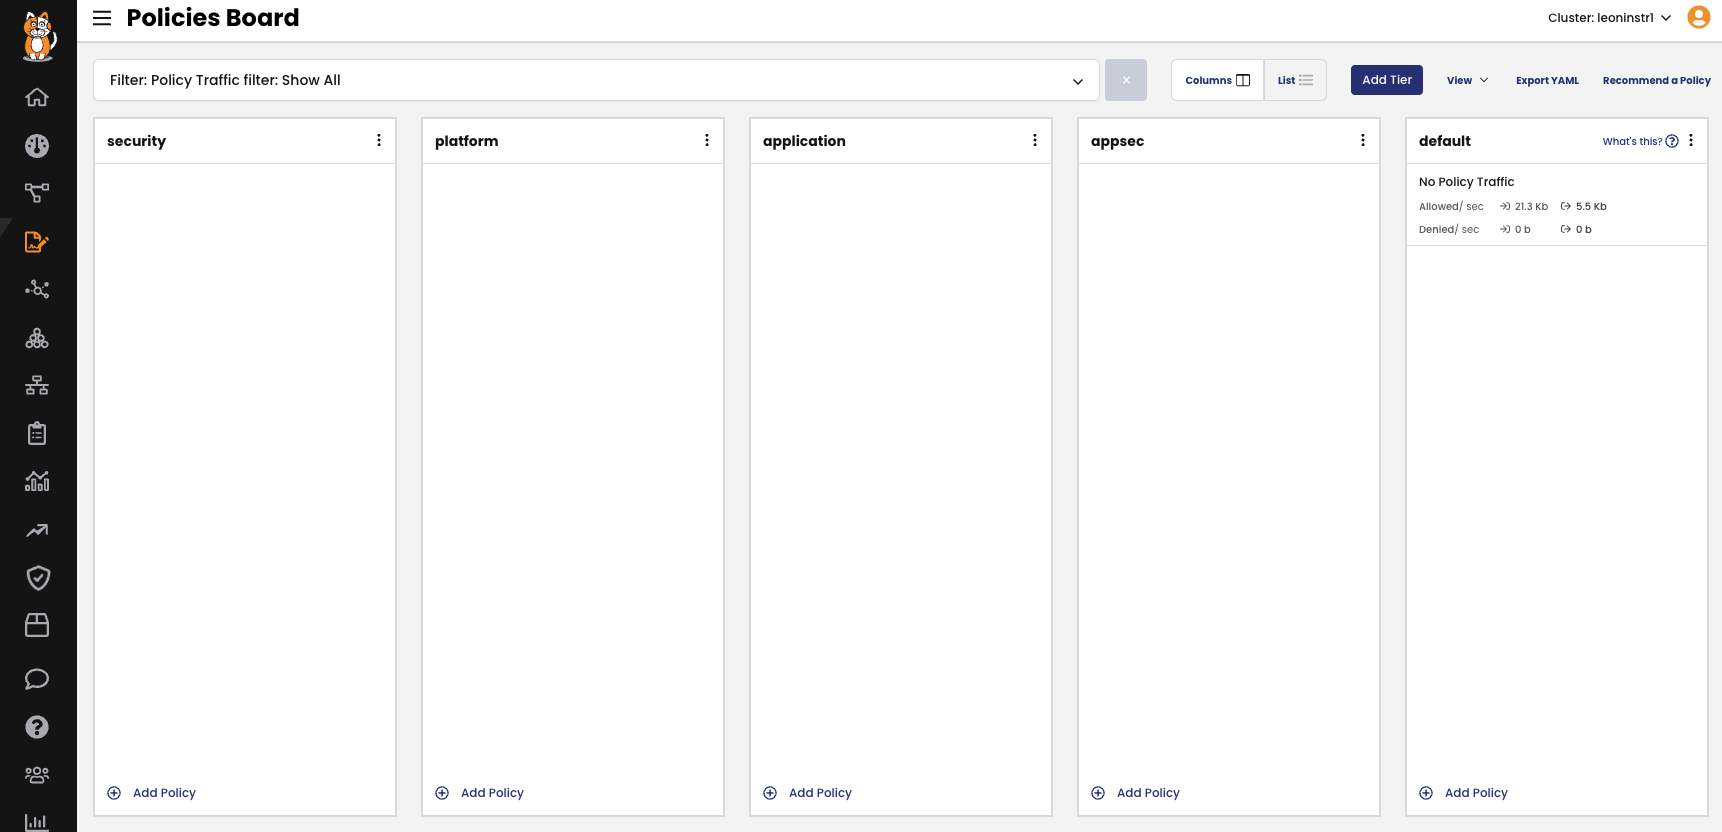 Policies Board
Cluster: leoninstr1
Filter: Policy Traffic filter: Show All
Columns
List
Add Tier
View
Export YAML
Recommend a Policy
security
platform
application
appsec
default
What's this?
No Policy Traffic
Allowed/ sec 21.3 Kb 5.5 Kb
Denied/ sec 0 b 0 b
Add Policy
Add Policy
Add Policy
Add Policy
Add Policy